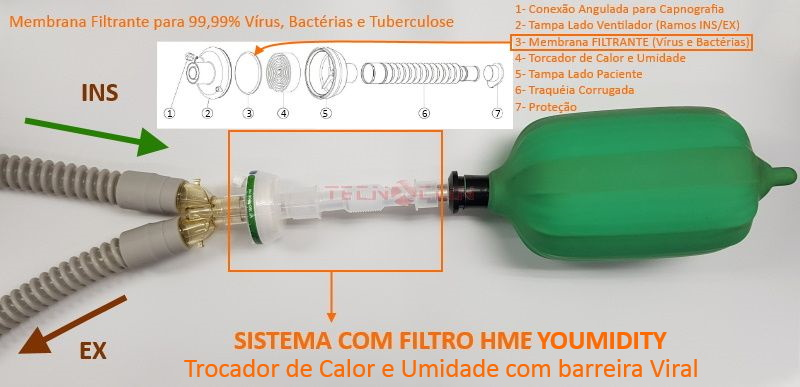 Membrana Filtrante para 99,99% Vírus, Bactérias e Tuberculose
1- Conexão Angulada para Capnografia
2- Tampa Lado Ventilador (Ramos INS/EX)
3- Membrana FILTRANTE (Vírus e Bactérias)
4- Torcador de Calor e Umidade
5- Tampa Lado Paciente
6- Traquéia Corrugada
7- Proteção
1 2 3 4 5 6 7
INS
EX
SISTEMA COM FILTRO HME YOUMIDITY
Trocador de Calor e Umidade com barreira Viral